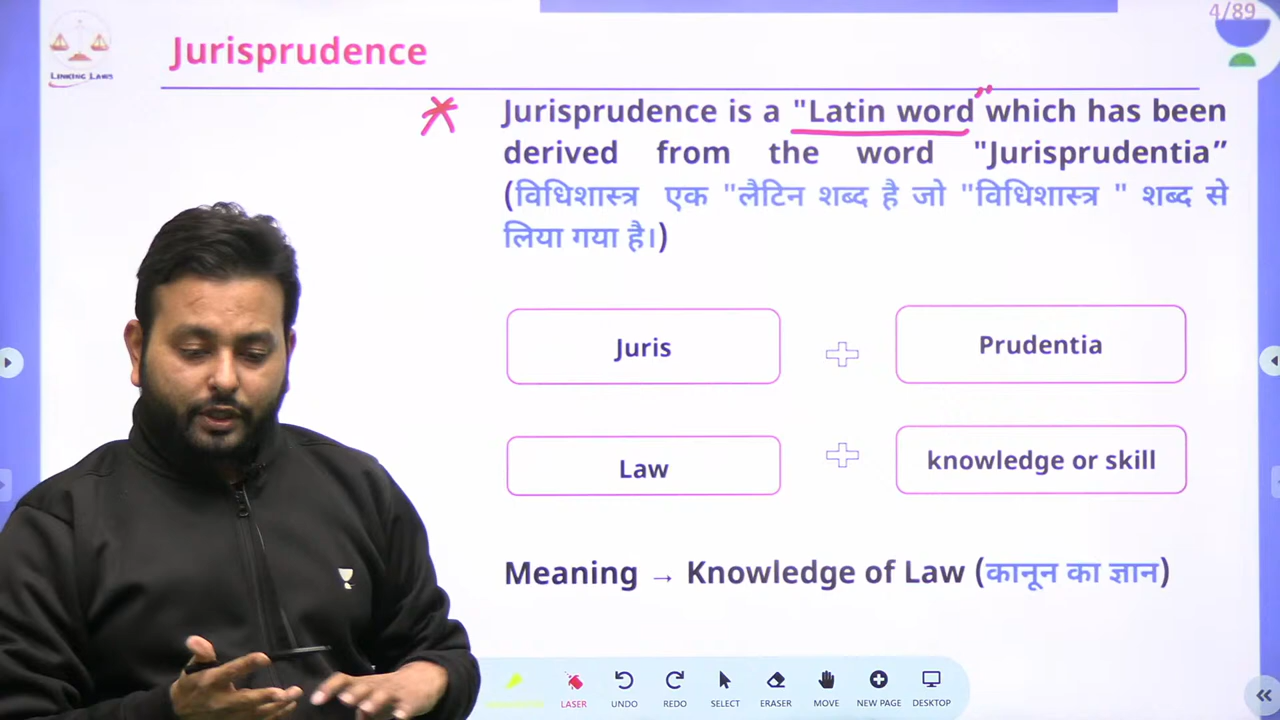 4/89
LINKING LAWS
Jurisprudence
Jurisprudence is a "Latin word" which has been
derived from the word "Jurisprudentia”
(विधिशास्त्र एक "लैटिन शब्द है जो "विधिशास्त्र " शब्द से
लिया गया है।)
Juris
Prudentia
Law
knowledge or skill
Meaning → Knowledge of Law (कानून का ज्ञान)
LASER
UNDO
REDO
SELECT
ERASER
MOVE
NEW PAGE
DESKTOP